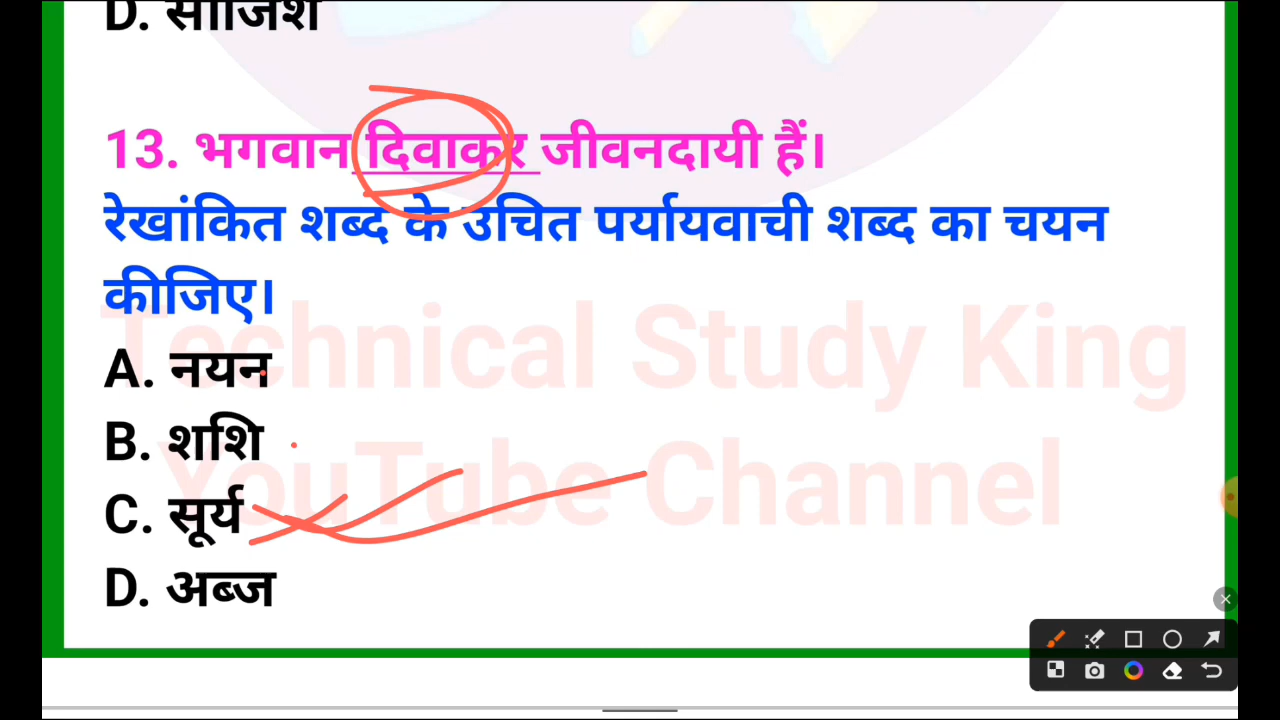 D. साजिश
13. भगवान दिवाकर जीवनदायी हैं।
रेखांकित शब्द के उचित पर्यायवाची शब्द का चयन
कीजिए।
Technical Study King
A. नयन
B. शशि
YouTube Channel
C. सूर्य
D. अब्ज